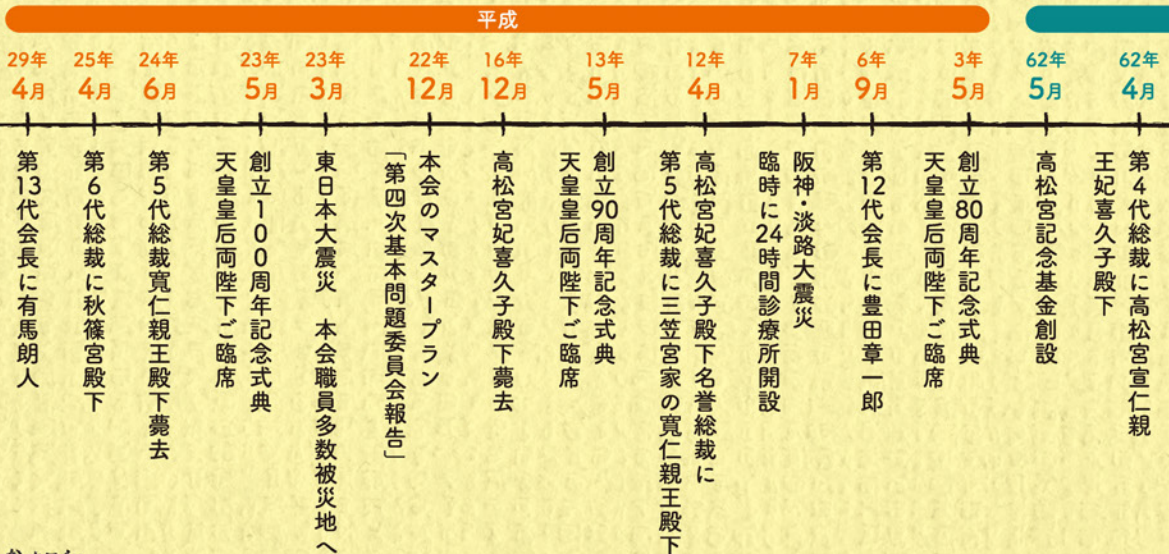 平成
62年
4月
第4代総裁に高松宮宣仁親
王妃喜久子殿下
62年
5月
高松宮記念基金創設
3年
5月
創立80周年記念式典
天皇皇后両陛下ご臨席
6年
9月
第12代会長に豊田章一郎
7年
1月
阪神・淡路大震災
臨時に24時間診療所開設
12年
4月
高松宮妃喜久子殿下名誉総裁に
第5代総裁に三笠宮家の寛仁親王殿下
13年
5月
創立90周年記念式典
天皇皇后両陛下ご臨席
16年
12月
高松宮妃喜久子殿下薨去
22年
12月
本会のマスタープラン
「第四次基本問題委員会報告」
23年
3月
東日本大震災　本会職員多数被災地へ
23年
5月
創立100周年記念式典
天皇皇后両陛下ご臨席
24年
6月
第5代総裁寛仁親王殿下薨去
25年
4月
第6代総裁に秋篠宮殿下
29年
4月
第13代会長に有馬朗人